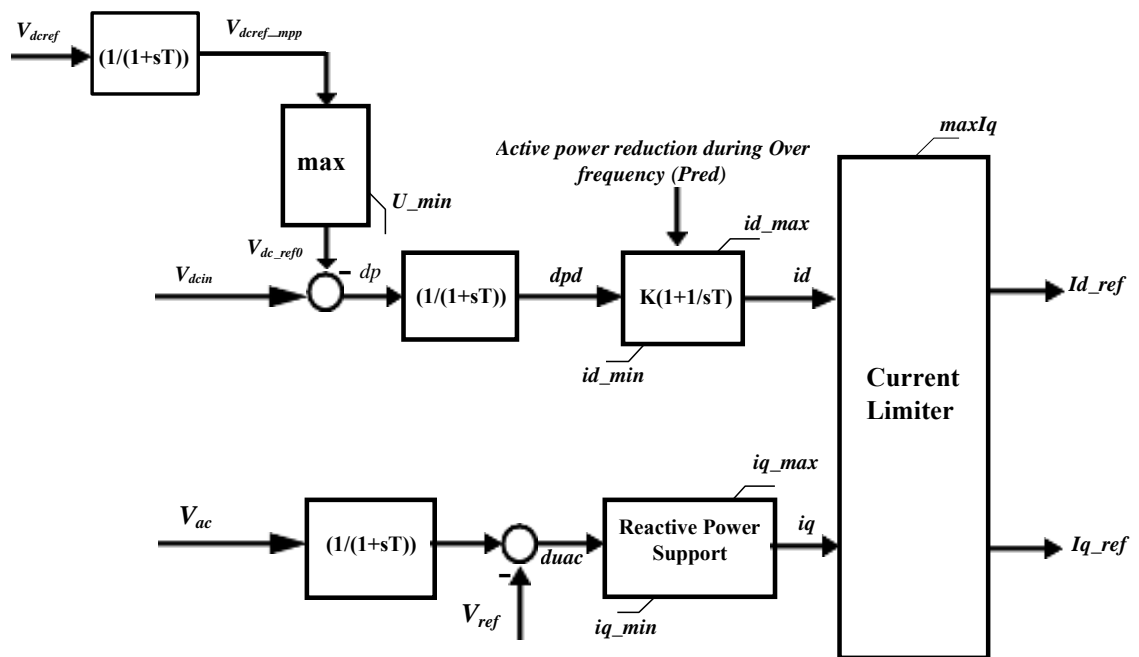 V_dcref
(1/(1+sT))
V_dcref_mpp
max
U_min
V_dc_ref0
Active power reduction during Over
frequency (Pred)
maxIq
id_max
V_dcin
- dp
(1/(1+sT))
dpd
K(1+1/sT)
id
id_min
Id_ref
Current
Limiter
iq_max
V_ac
(1/(1+sT))
-
duac
Reactive Power
Support
iq
Iq_ref
V_ref
iq_min